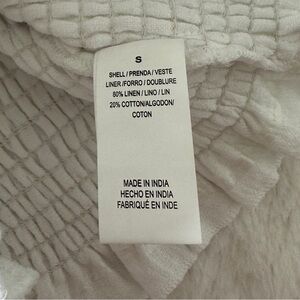 S
SHELL / PRENDA / VESTE
LINER / FORRO / DOUBLURE
80% LINEN / LINO / LIN
20% COTTON/ALGODON/
COTON
MADE IN INDIA
HECHO EN INDIA
FABRIQUÉ EN INDE